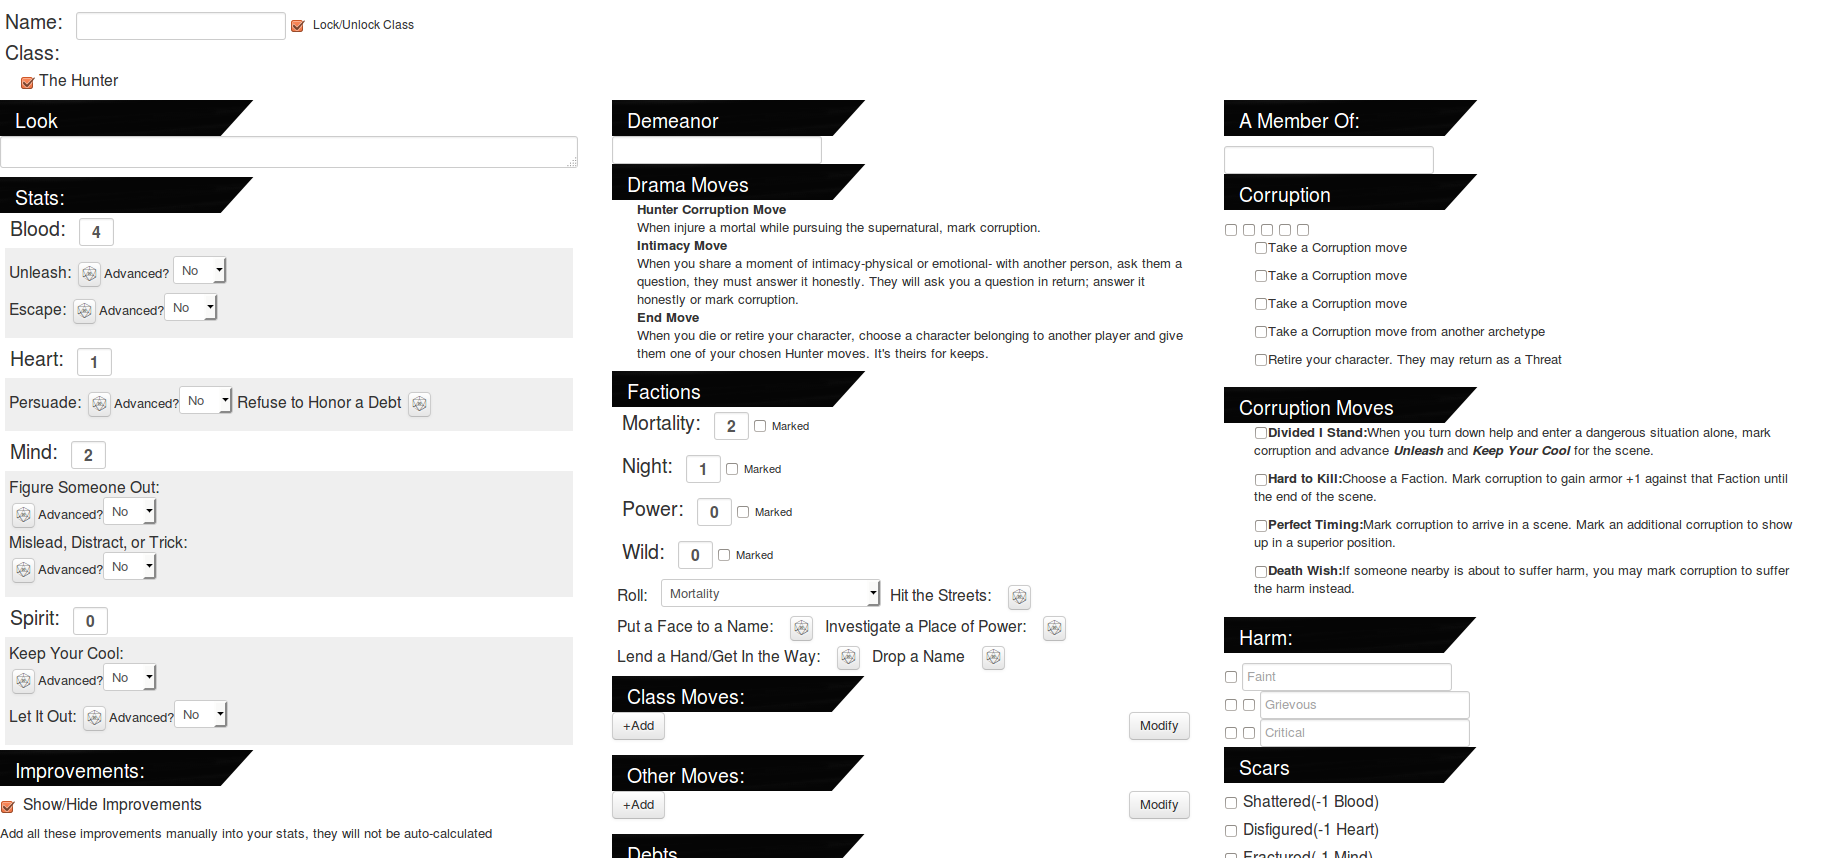 Name:
Lock/Unlock Class
Class:
The Hunter
Look
Stats:
Blood: 4
Unleash: Advanced? No
Escape: Advanced? No
Heart: 1
Persuade: Advanced? No Refuse to Honor a Debt
Mind: 2
Figure Someone Out:
Advanced? No
Mislead, Distract, or Trick:
Advanced? No
Spirit: 0
Keep Your Cool:
Advanced? No
Let It Out: Advanced? No
Improvements:
Show/Hide Improvements
Add all these improvements manually into your stats, they will not be auto-calculated
Demeanor
Drama Moves
Hunter Corruption Move
When injure a mortal while pursuing the supernatural, mark corruption.
Intimacy Move
When you share a moment of intimacy-physical or emotional- with another person, ask them a
question, they must answer it honestly. They will ask you a question in return; answer it
honestly or mark corruption.
End Move
When you die or retire your character, choose a character belonging to another player and give
them one of your chosen Hunter moves. It's theirs for keeps.
Factions
Mortality: 2 Marked
Night: 1 Marked
Power: 0 Marked
Wild: 0 Marked
Roll: Mortality Hit the Streets:
Put a Face to a Name: Investigate a Place of Power:
Lend a Hand/Get In the Way: Drop a Name
Class Moves:
+Add Modify
Other Moves:
+Add Modify
Debts
A Member Of:
Corruption
Take a Corruption move
Take a Corruption move
Take a Corruption move
Take a Corruption move from another archetype
Retire your character. They may return as a Threat
Corruption Moves
Divided I Stand:When you turn down help and enter a dangerous situation alone, mark
corruption and advance Unleash and Keep Your Cool for the scene.
Hard to Kill:Choose a Faction. Mark corruption to gain armor +1 against that Faction until
the end of the scene.
Perfect Timing:Mark corruption to arrive in a scene. Mark an additional corruption to show
up in a superior position.
Death Wish:If someone nearby is about to suffer harm, you may mark corruption to suffer
the harm instead.
Harm:
Faint
Grievous
Critical
Scars
Shattered(-1 Blood)
Disfigured(-1 Heart)
Fractured(-1 Mind)